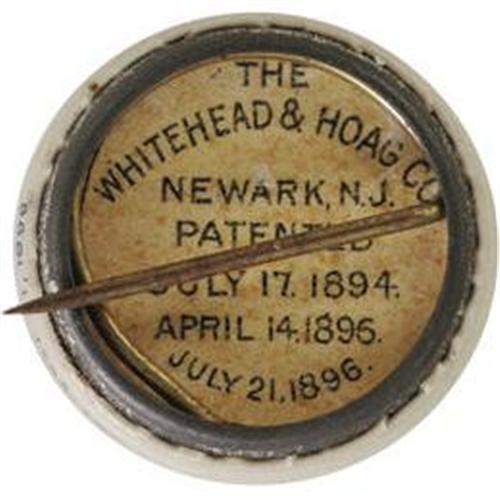 THE
WHITEHEAD & HOAG CO
NEWARK, N.J.
PATENTED
JULY 17. 1894.
APRIL 14. 1896.
JULY 21, 1896.